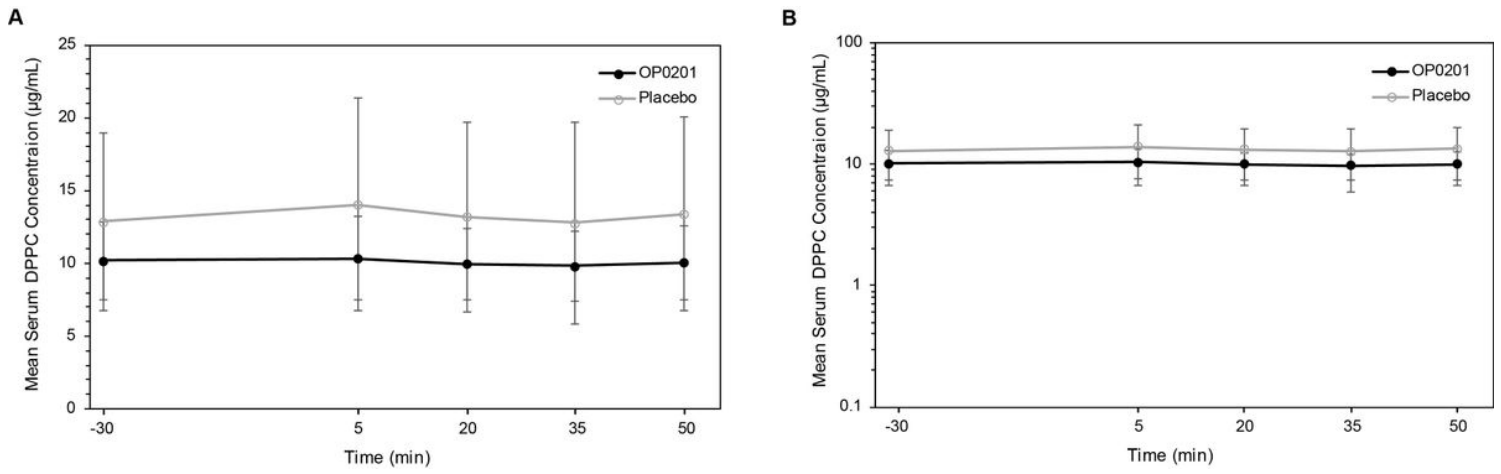 A
Mean Serum DPPC Concentraion (µg/mL)
25
20
15
10
5
0
OP0201
Placebo
-30 5 20 35 50
Time (min)
B
Mean Serum DPPC Concentraion (µg/mL)
100
10
1
0.1
OP0201
Placebo
-30 5 20 35 50
Time (min)